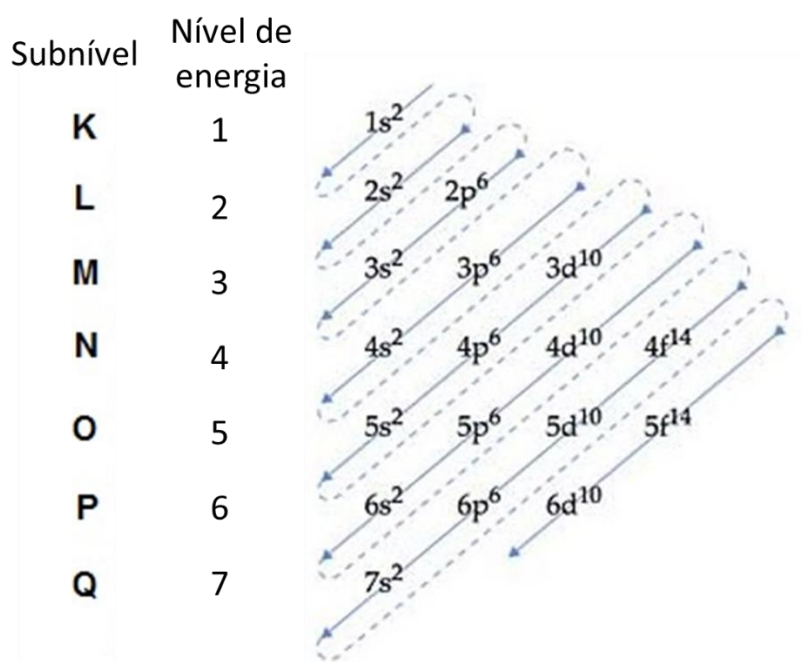 Subnível Nível de
energia
K 1 1s²
L 2 2s² 2p⁶
M 3 3s² 3p⁶ 3d¹⁰
N 4 4s² 4p⁶ 4d¹⁰ 4f¹⁴
O 5 5s² 5p⁶ 5d¹⁰ 5f¹⁴
P 6 6s² 6p⁶ 6d¹⁰
Q 7 7s²